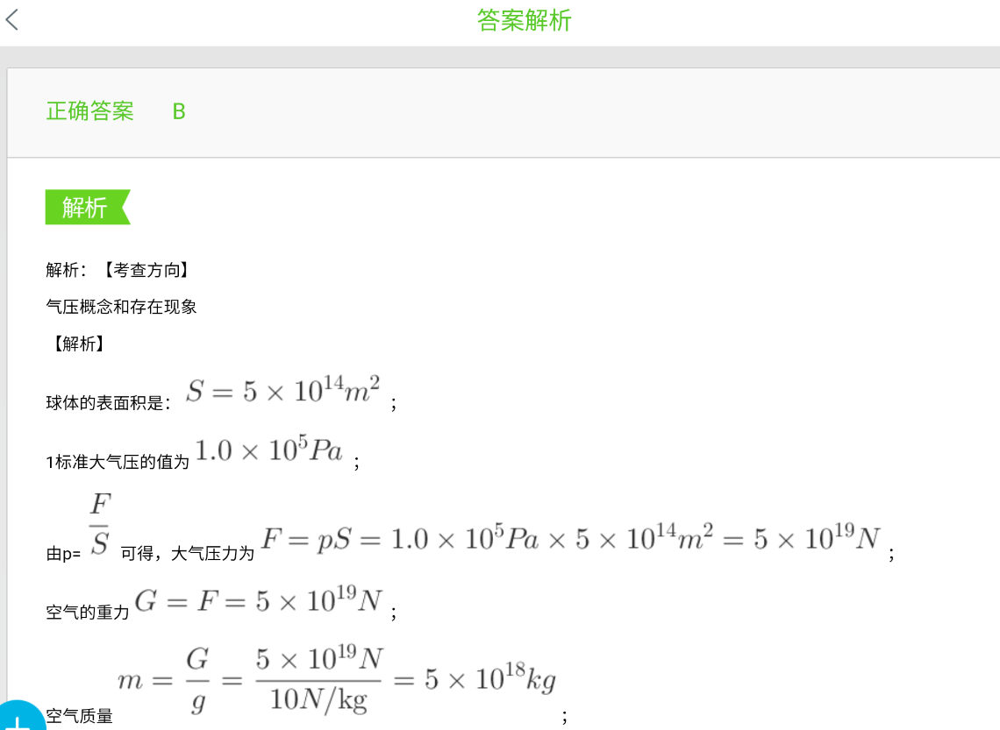 答案解析
正确答案 B
解析
解析：【考查方向】
气压概念和存在现象
【解析】
球体的表面积是： $S = 5 \times 10^{14} m^2$ ；
1标准大气压的值为 $1.0 \times 10^5 Pa$ ；
由p= $\frac{F}{S}$ 可得，大气压力为 $F = pS = 1.0 \times 10^5 Pa \times 5 \times 10^{14} m^2 = 5 \times 10^{19} N$ ；
空气的重力 $G = F = 5 \times 10^{19} N$ ；
空气质量 $m = \frac{G}{g} = \frac{5 \times 10^{19} N}{10N/\mathrm{kg}} = 5 \times 10^{18} kg$ ；